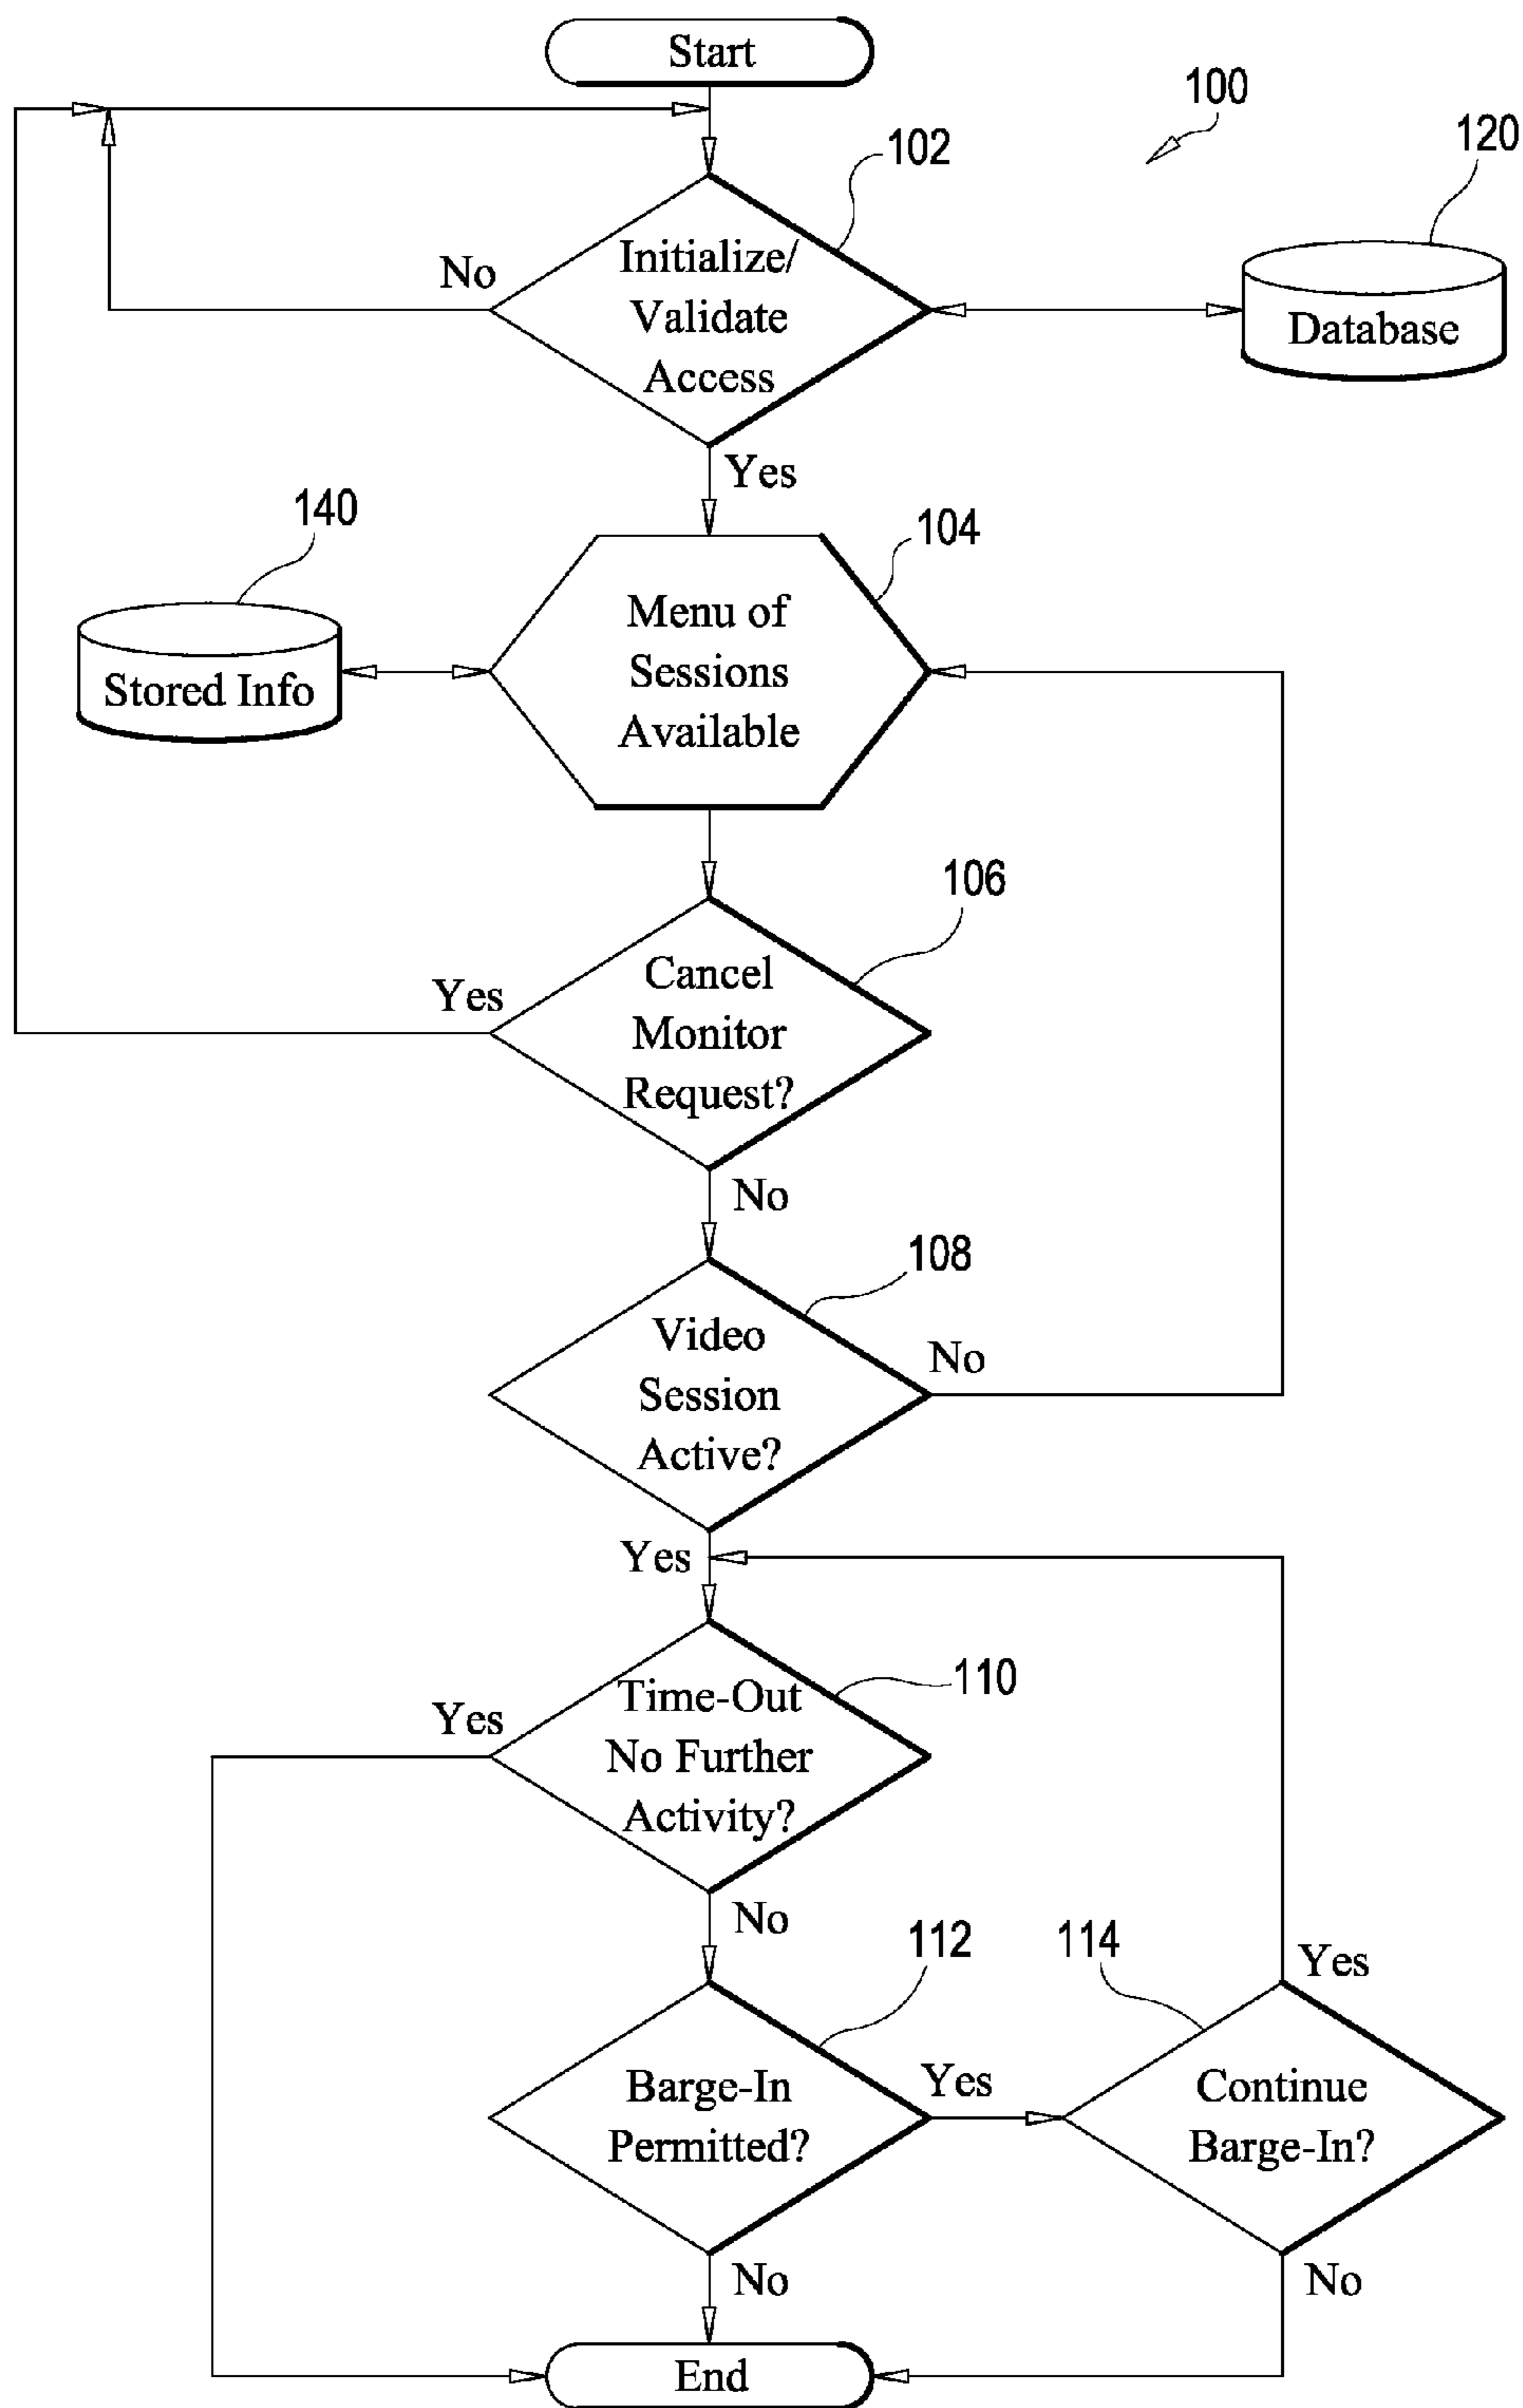 Start
100
102
120
Initialize/
Validate
Access
No
Database
Yes
140
104
Menu of
Sessions
Available
Stored Info
106
Cancel
Monitor
Request?
Yes
No
108
Video
Session
Active?
No
Yes
110
Time-Out
No Further
Activity?
Yes
No
112
114
Yes
Barge-In
Permitted?
Yes
Continue
Barge-In?
No
No
End